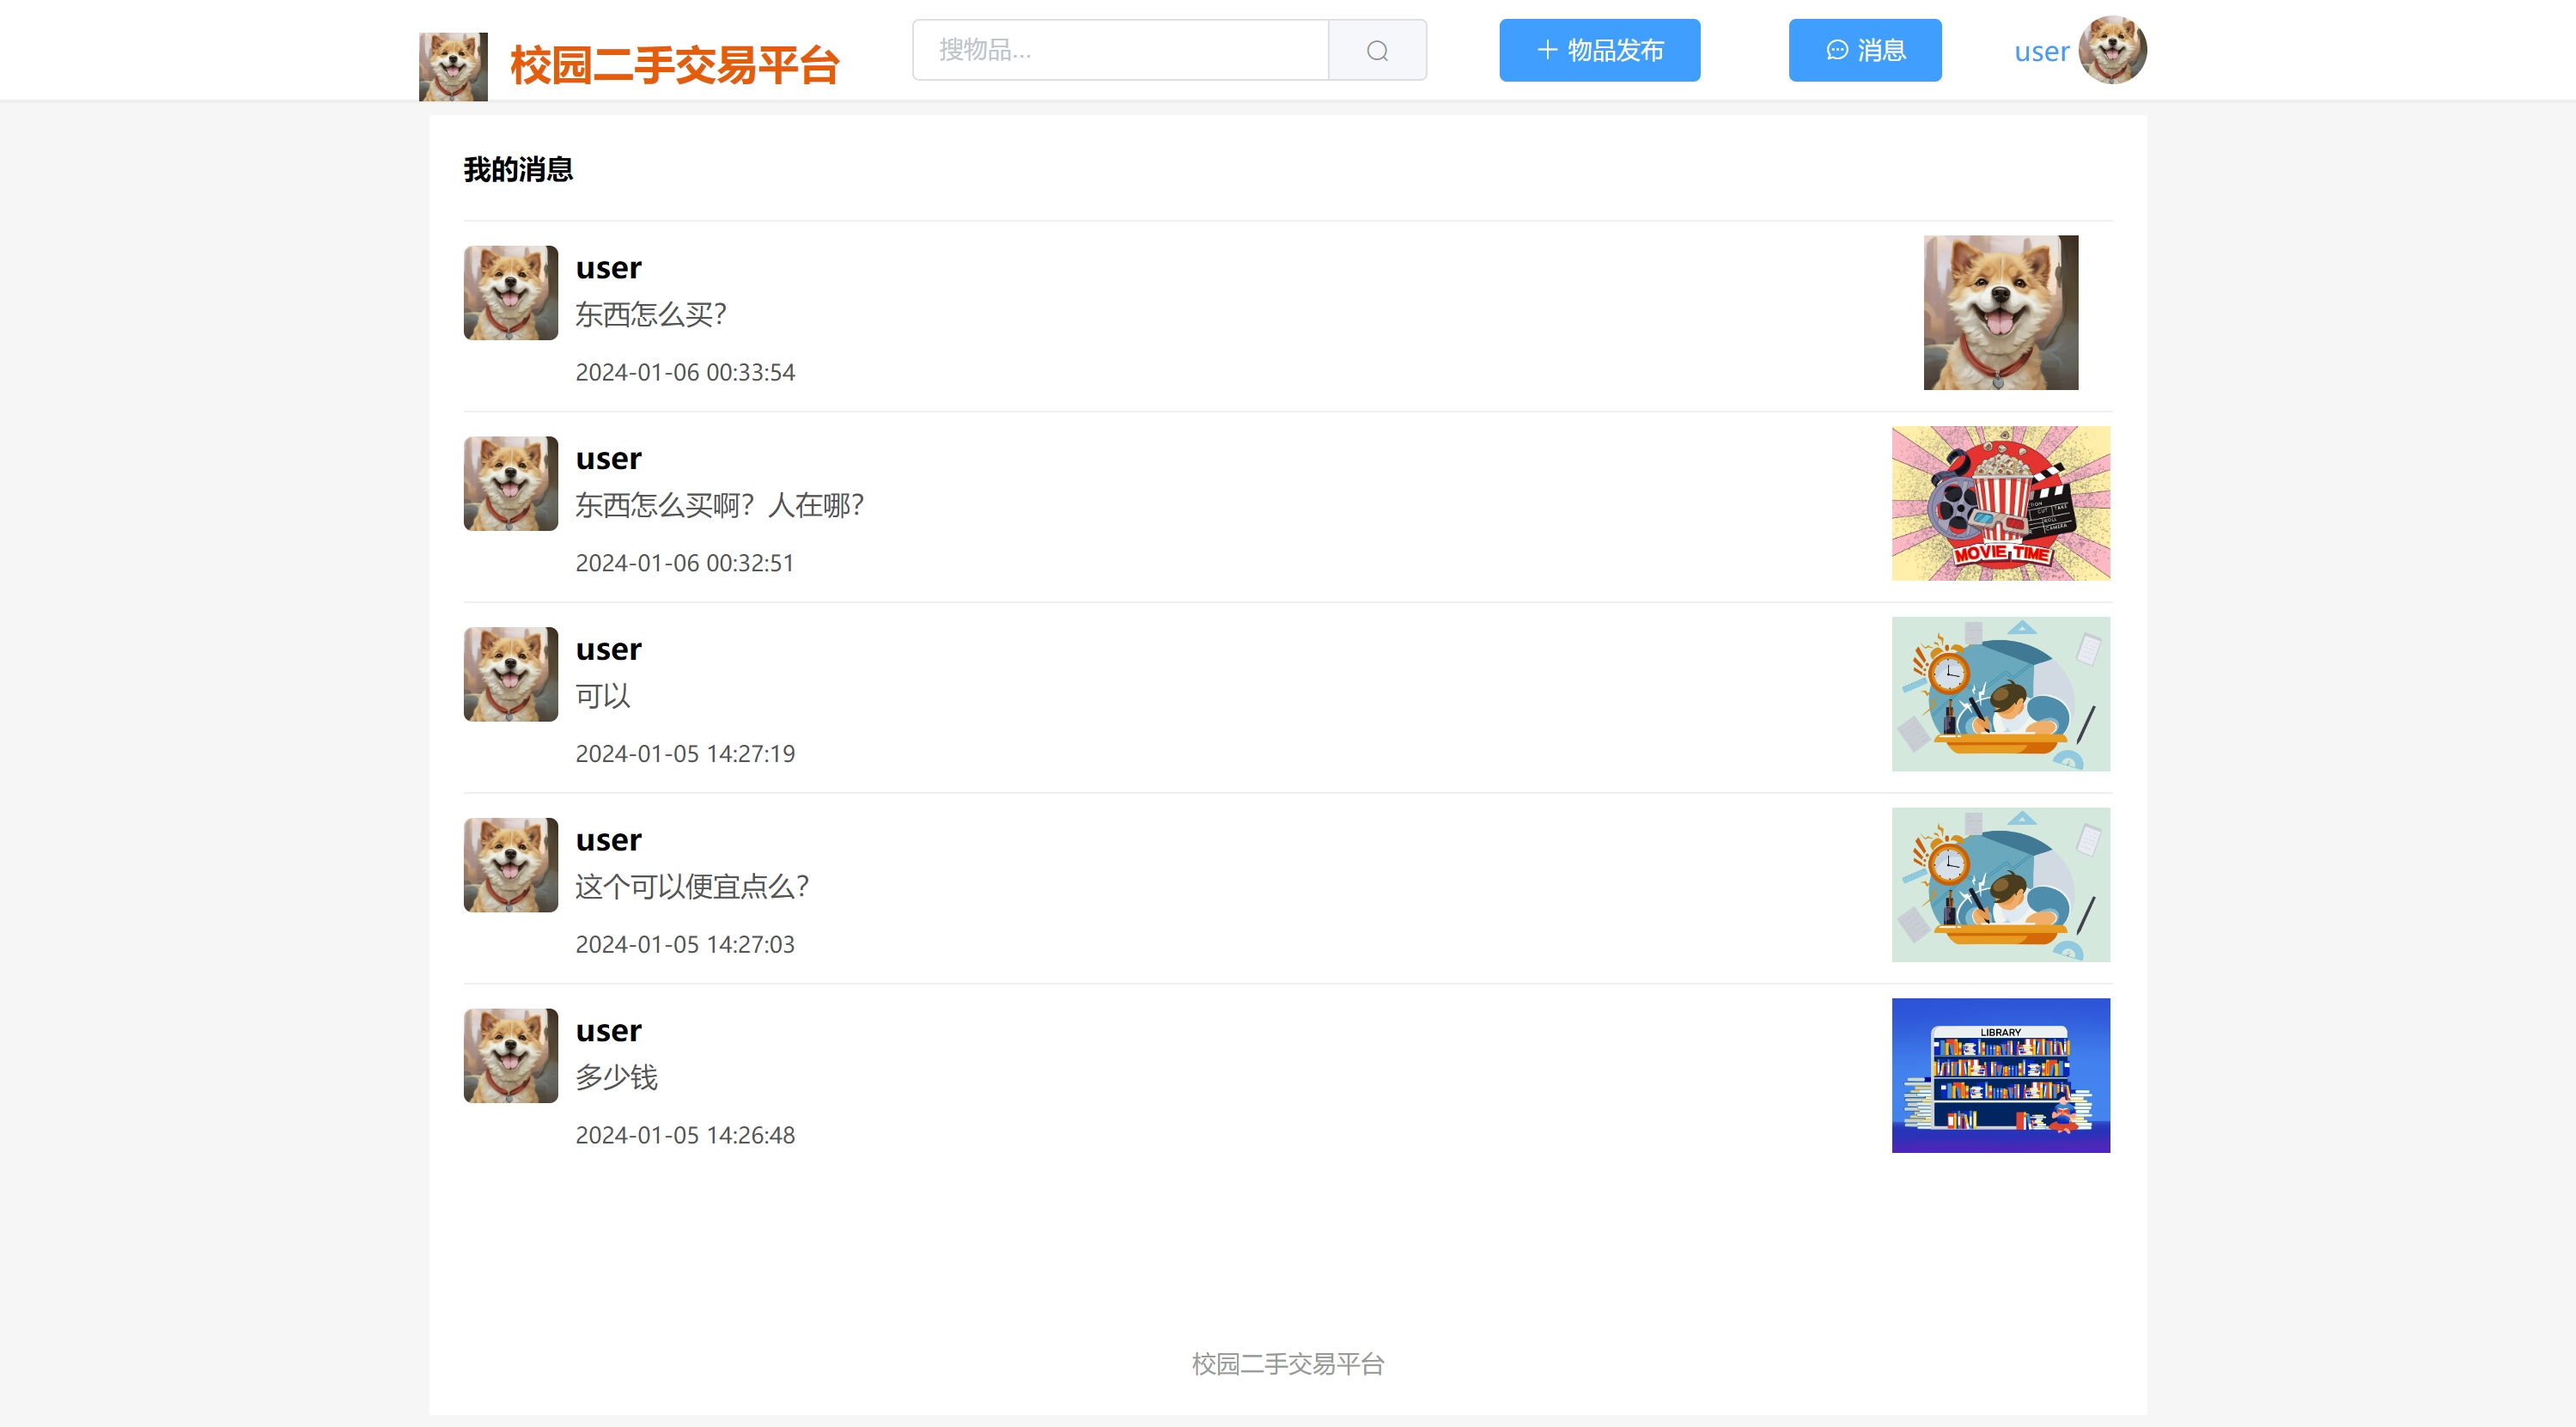 校园二手交易平台
搜物品...
物品发布
消息
user
我的消息
user
东西怎么买?
2024-01-06 00:33:54
user
东西怎么买啊? 人在哪?
2024-01-06 00:32:51
MOVIE TIME
user
可以
2024-01-05 14:27:19
user
这个可以便宜点么?
2024-01-05 14:27:03
user
多少钱
2024-01-05 14:26:48
LIBRARY
校园二手交易平台